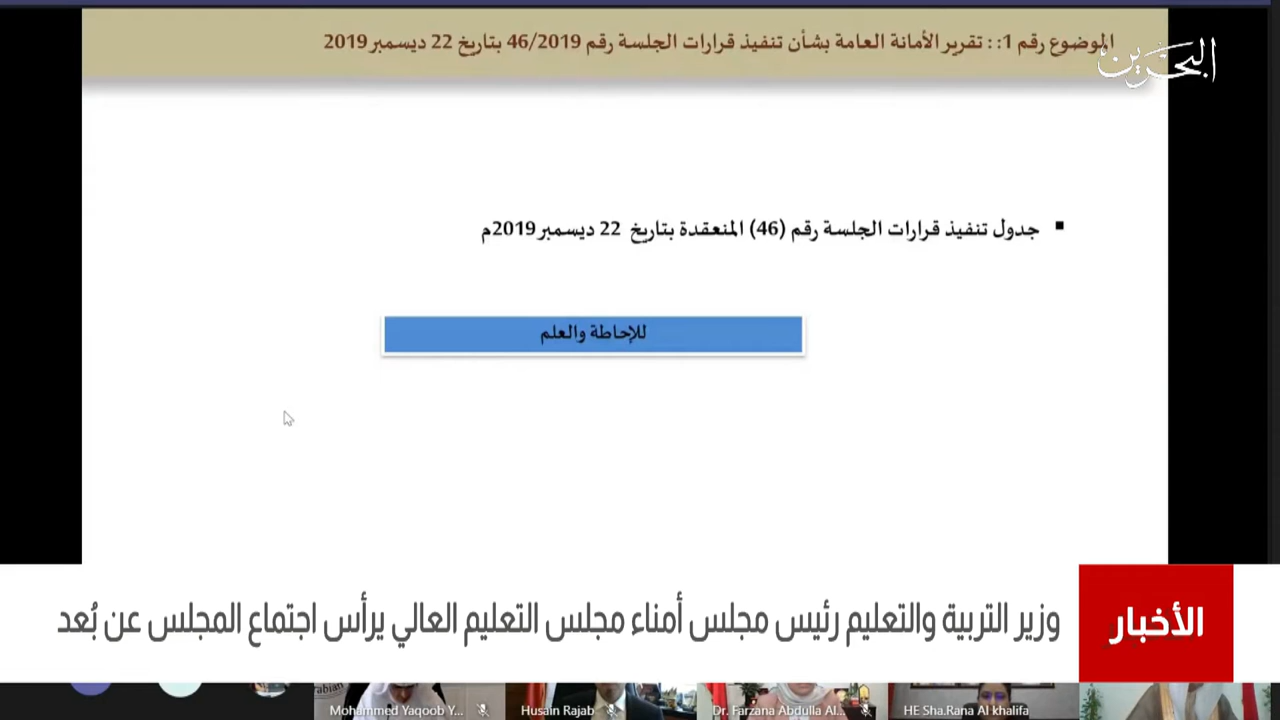 الموضوع رقم 1: : تقرير الأمانة العامة بشأن تنفيذ قرارات الجلسة رقم 46/2019 بتاريخ 22 ديسمبر 2019
البحرين
▪ جدول تنفيذ قرارات الجلسة رقم (46) المنعقدة بتاريخ 22 ديسمبر 2019م
للإحاطة والعلم
الأخبار
وزير التربية والتعليم رئيس مجلس أمناء مجلس التعليم العالي يرأس اجتماع المجلس عن بُعد
Mohammed Yaqoob Y...
Husain Rajab
Dr. Farzana Abdulla Al...
HE Sha.Rana Al khalifa